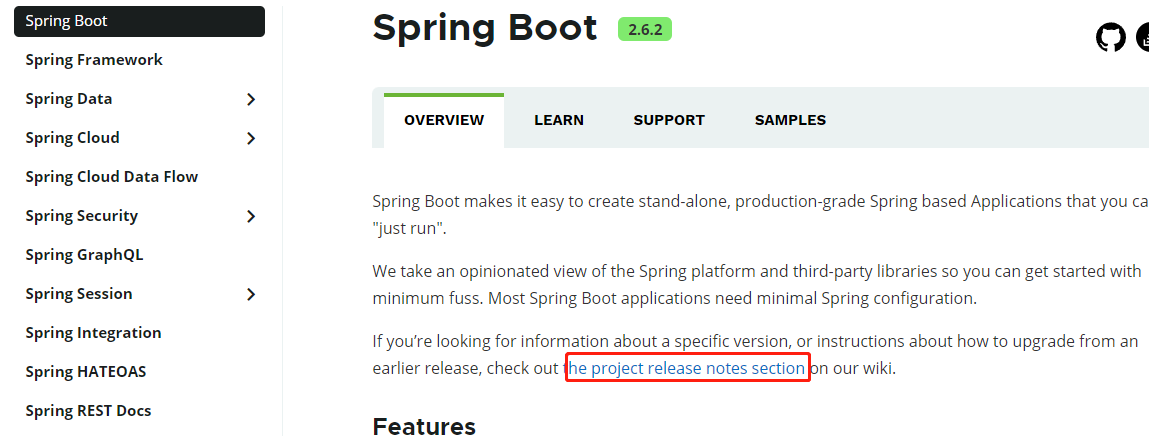 Spring Boot
Spring Framework
Spring Data
Spring Cloud
Spring Cloud Data Flow
Spring Security
Spring GraphQL
Spring Session
Spring Integration
Spring HATEOAS
Spring REST Docs
Spring Boot 2.6.2
OVERVIEW LEARN SUPPORT SAMPLES
Spring Boot makes it easy to create stand-alone, production-grade Spring based Applications that you ca
"just run".
We take an opinionated view of the Spring platform and third-party libraries so you can get started with
minimum fuss. Most Spring Boot applications need minimal Spring configuration.
If you’re looking for information about a specific version, or instructions about how to upgrade from an
earlier release, check out the project release notes section on our wiki.
Features